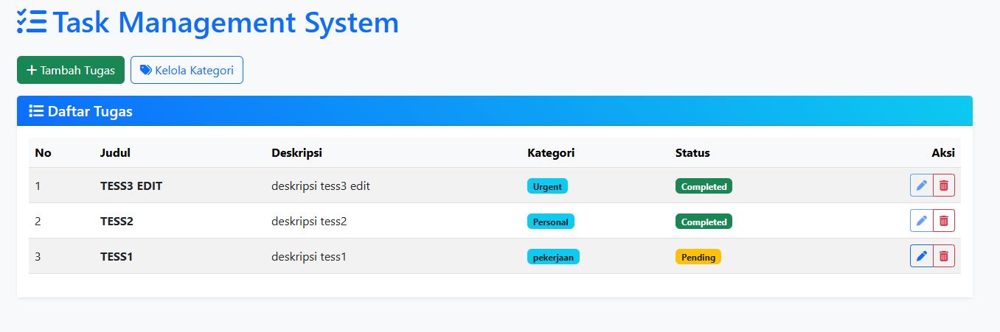 Task Management System
Tambah Tugas Kelola Kategori
Daftar Tugas
No Judul Deskripsi Kategori Status Aksi
1 TESS3 EDIT deskripsi tess3 edit Urgent Completed
2 TESS2 deskripsi tess2 Personal Completed
3 TESS1 deskripsi tess1 pekerjaan Pending